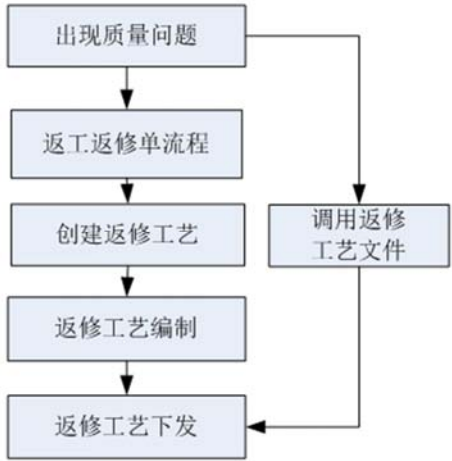 出现质量问题
返工返修单流程
创建返修工艺
调用返修
工艺文件
返修工艺编制
返修工艺下发